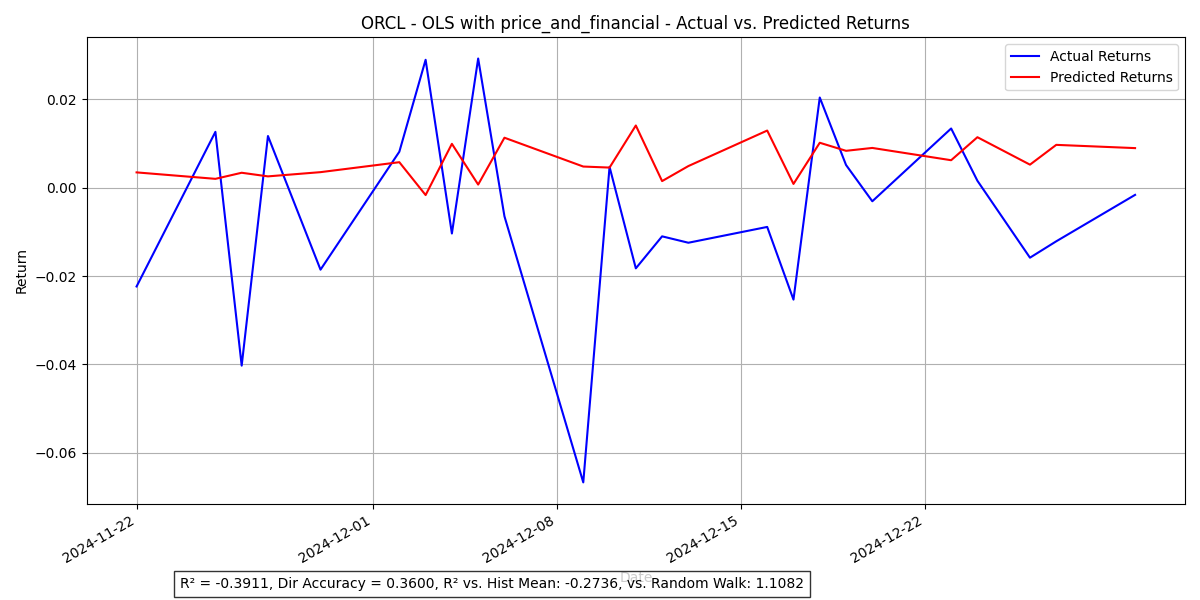 ORCL - OLS with price_and_financial - Actual vs. Predicted Returns
Actual Returns
Predicted Returns
Return
0.02
0.00
−0.02
−0.04
−0.06
2024-11-22
2024-12-01
2024-12-08
2024-12-15
2024-12-22
Date
R² = -0.3911, Dir Accuracy = 0.3600, R² vs. Hist Mean: -0.2736, vs. Random Walk: 1.1082